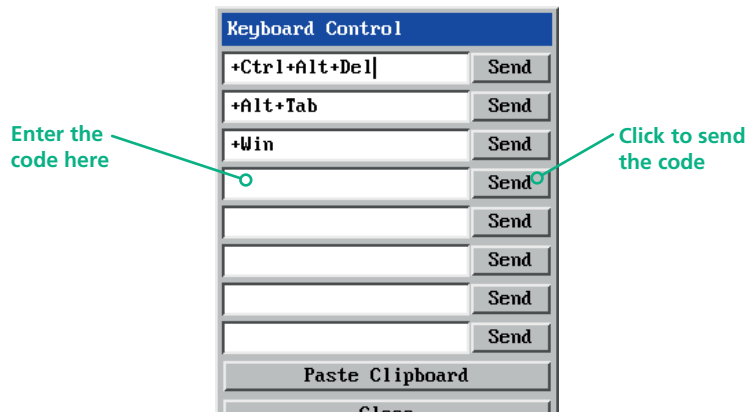 Keyboard Control
+Ctrl+Alt+Del Send
+Alt+Tab Send
+Win Send
Send
Send
Send
Send
Send
Paste Clipboard
Close
Enter the
code here
Click to send
the code